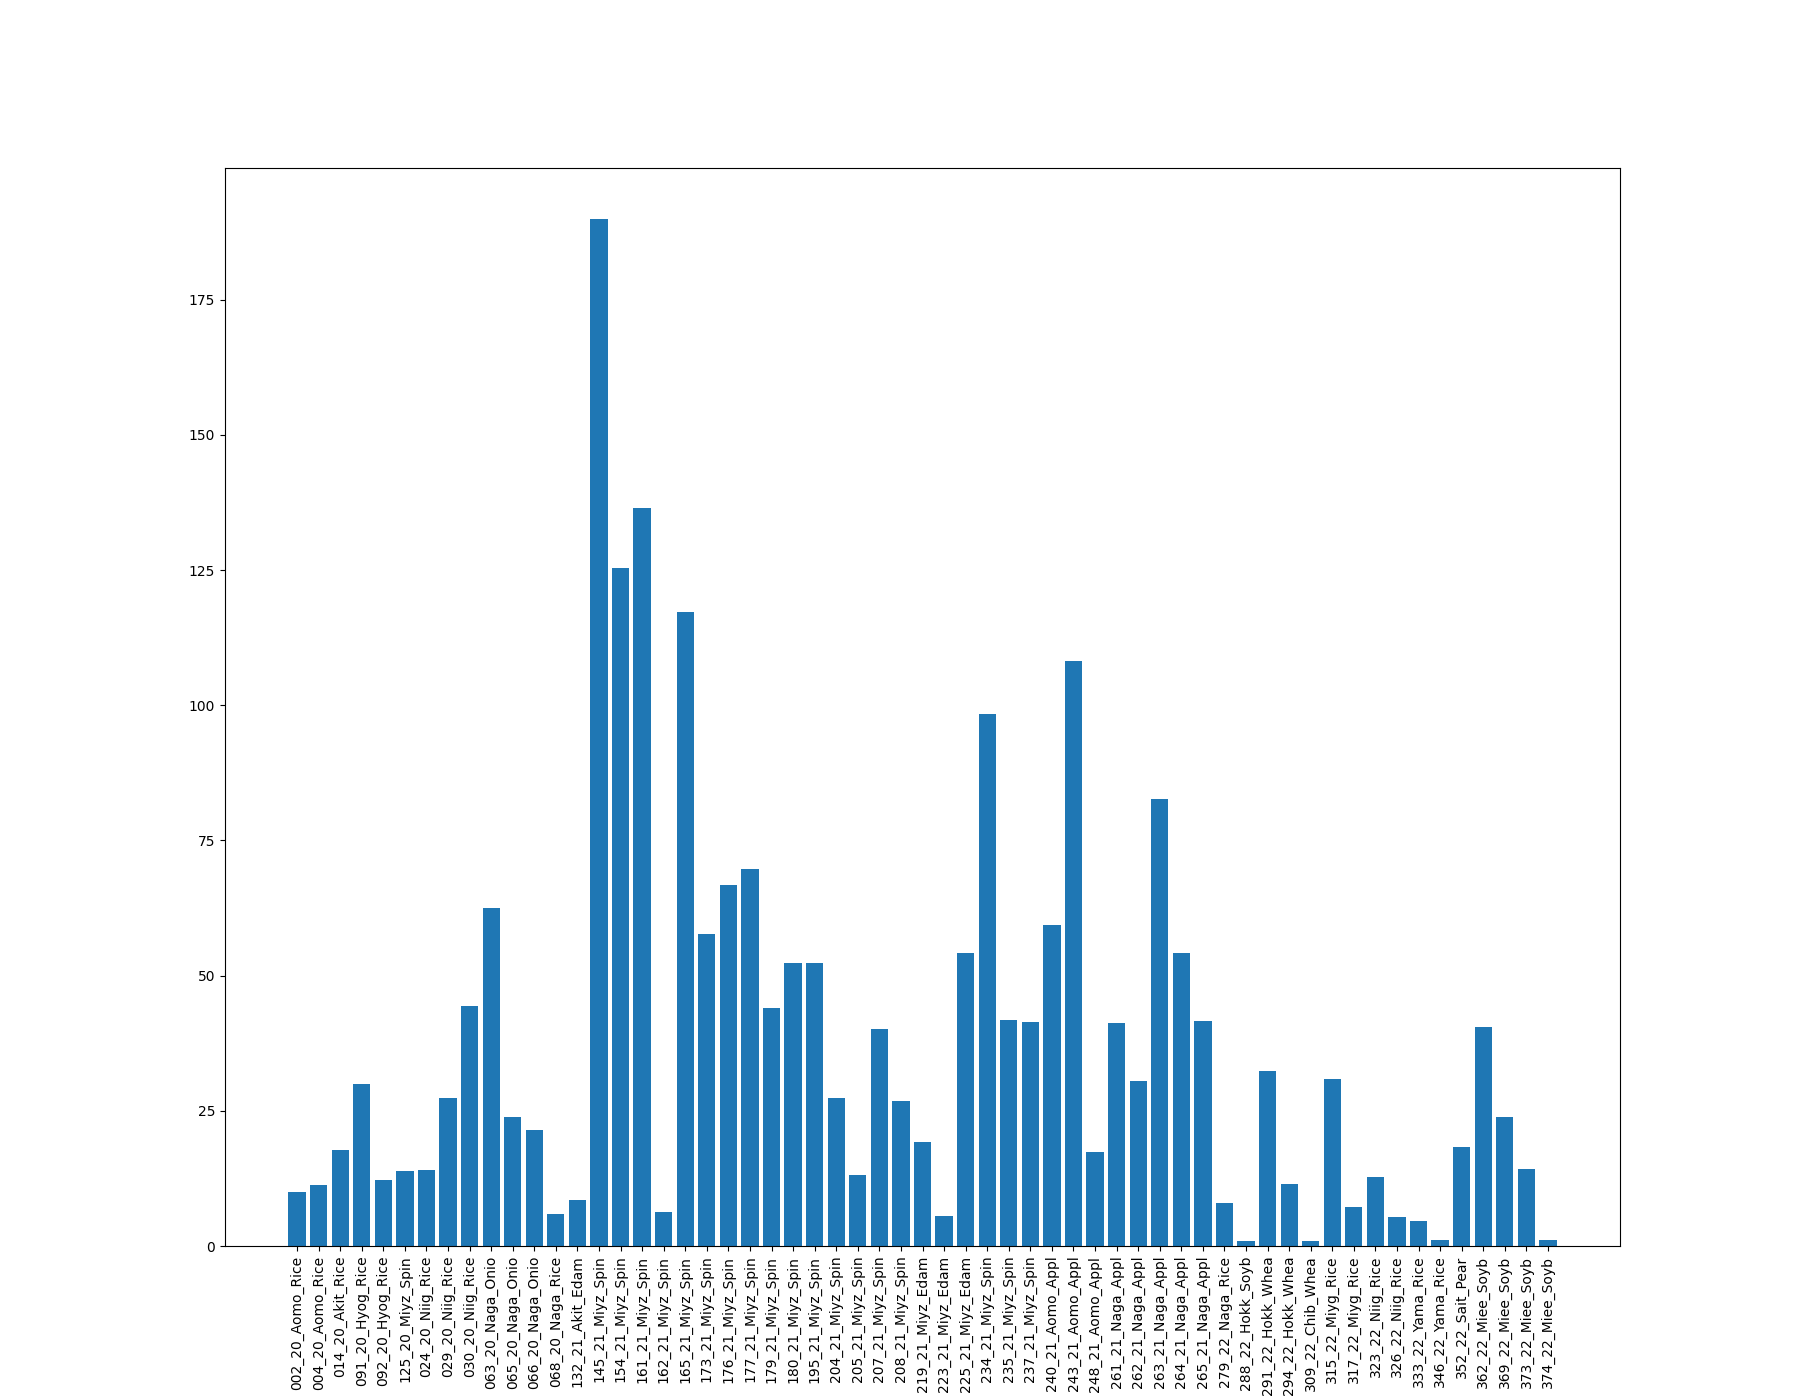 175
150
125
100
75
50
25
0
002_20_Aomo_Rice
004_20_Aomo_Rice
014_20_Akit_Rice
091_20_Hyog_Rice
092_20_Hyog_Rice
125_20_Miyz_Spin
024_20_Niig_Rice
029_20_Niig_Rice
030_20_Niig_Rice
063_20_Naga_Onio
065_20_Naga_Onio
066_20_Naga_Onio
068_20_Naga_Rice
132_21_Akit_Edam
145_21_Miyz_Spin
154_21_Miyz_Spin
161_21_Miyz_Spin
162_21_Miyz_Spin
165_21_Miyz_Spin
173_21_Miyz_Spin
176_21_Miyz_Spin
177_21_Miyz_Spin
179_21_Miyz_Spin
180_21_Miyz_Spin
195_21_Miyz_Spin
204_21_Miyz_Spin
205_21_Miyz_Spin
207_21_Miyz_Spin
208_21_Miyz_Spin
219_21_Miyz_Edam
223_21_Miyz_Edam
225_21_Miyz_Edam
234_21_Miyz_Spin
235_21_Miyz_Spin
237_21_Miyz_Spin
240_21_Aomo_Appl
243_21_Aomo_Appl
248_21_Aomo_Appl
261_21_Naga_Appl
262_21_Naga_Appl
263_21_Naga_Appl
264_21_Naga_Appl
265_21_Naga_Appl
279_22_Naga_Rice
288_22_Hokk_Soyb
291_22_Hokk_Whea
294_22_Hokk_Whea
309_22_Chib_Whea
315_22_Miyg_Rice
317_22_Miyg_Rice
323_22_Niig_Rice
326_22_Niig_Rice
333_22_Yama_Rice
346_22_Yama_Rice
352_22_Sait_Pear
362_22_Miee_Soyb
369_22_Miee_Soyb
373_22_Miee_Soyb
374_22_Miee_Soyb